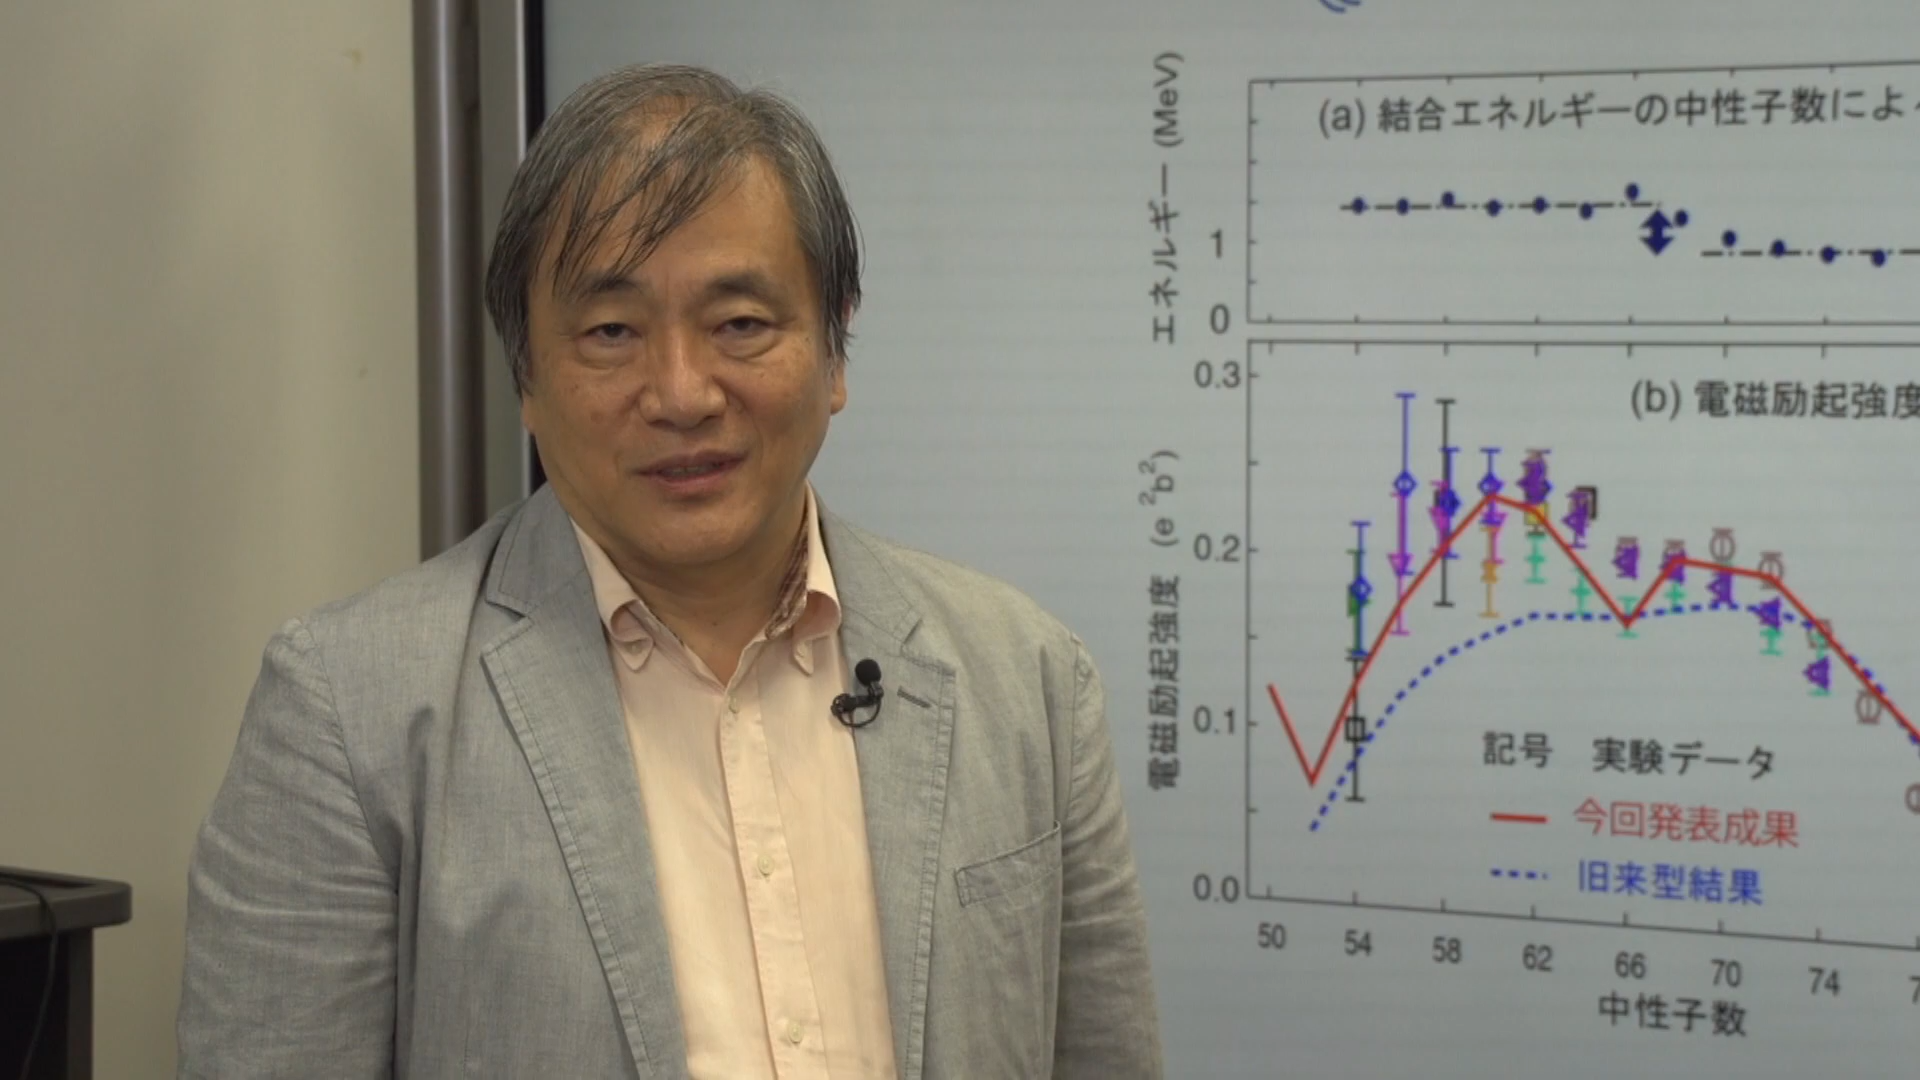 (a) 結合エネルギーの中性子数によ
エネルギー (MeV)
1
0
(b) 電磁励起強度
電磁励起強度 (e²b²)
0.3
0.2
0.1
0.0
記号 実験データ
今回発表成果
旧来型結果
50 54 58 62 66 70 74
中性子数